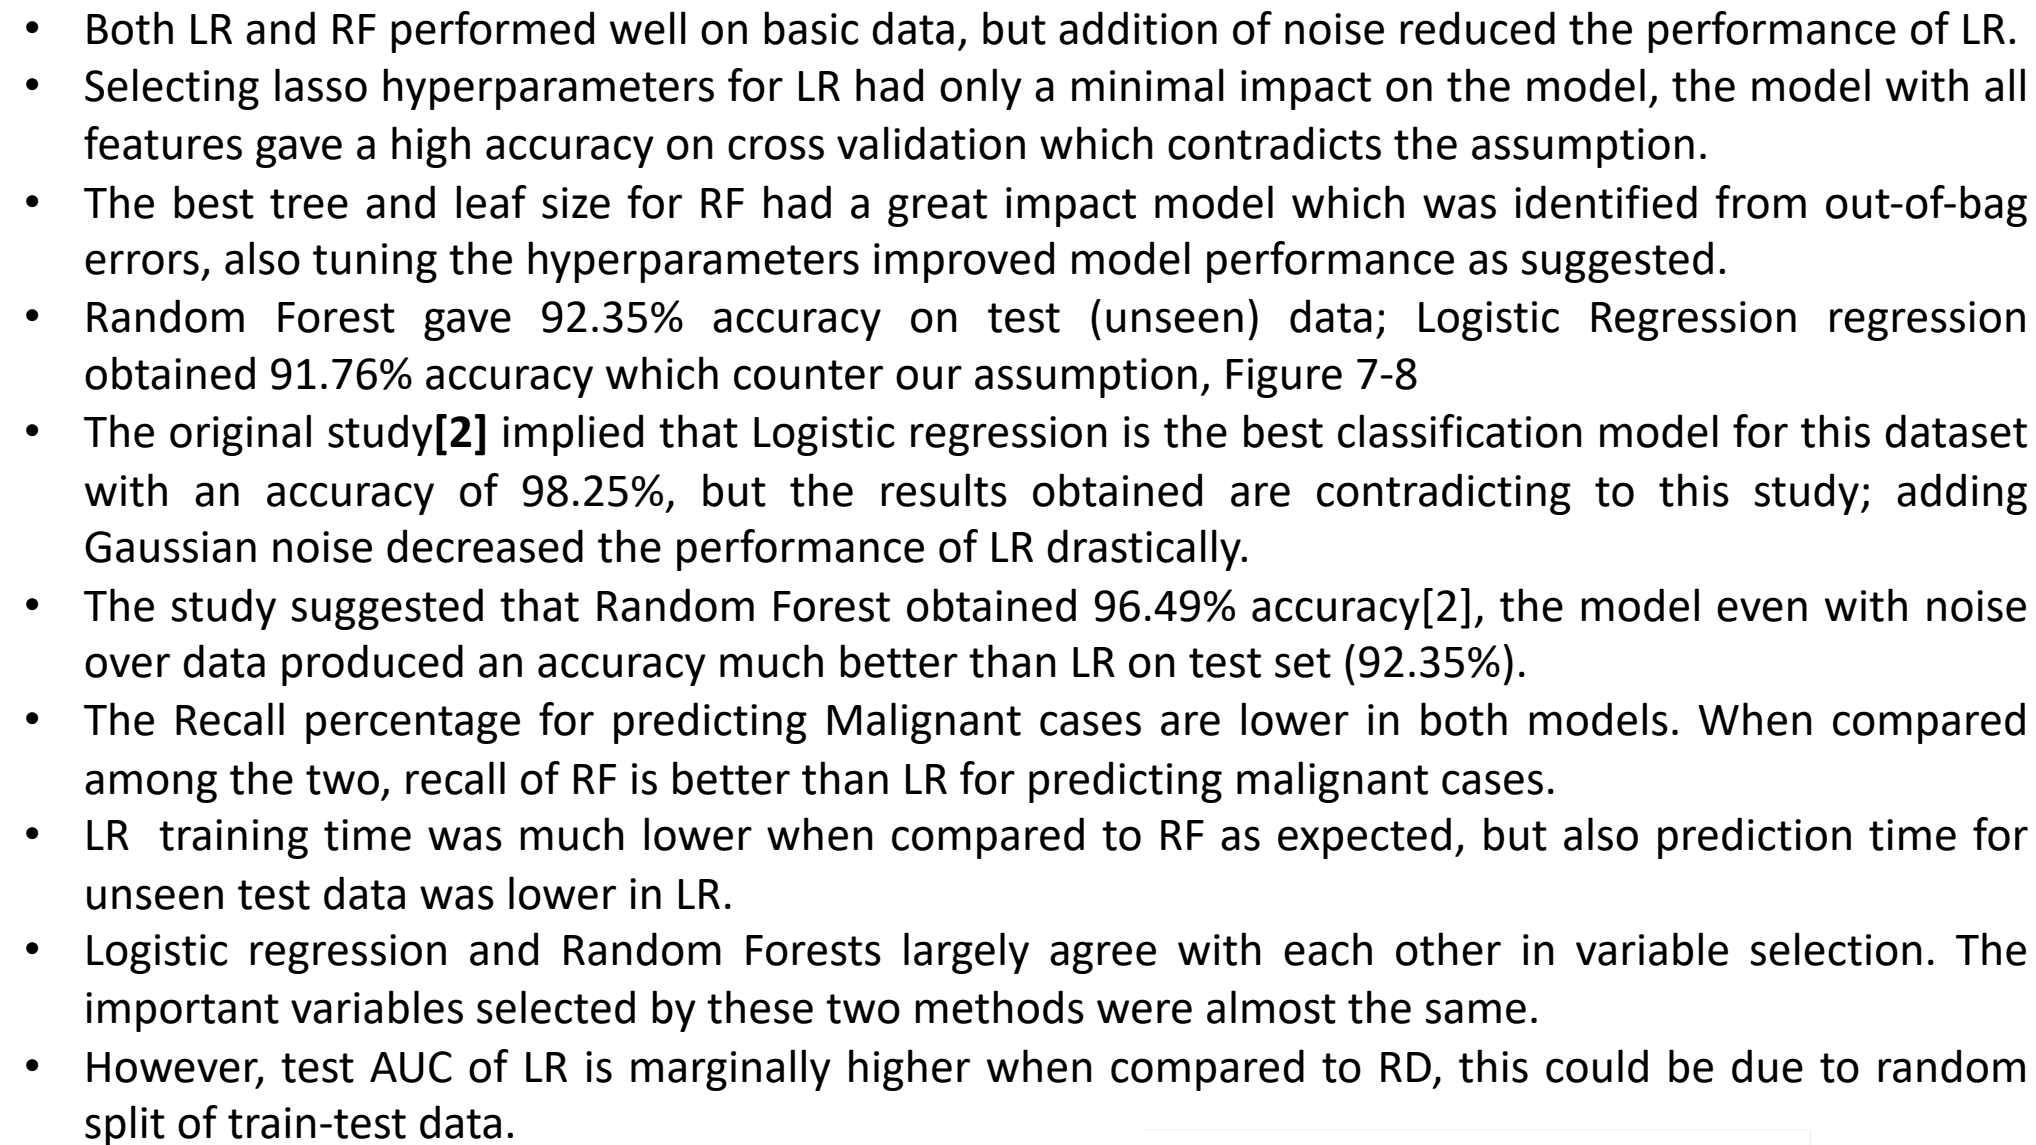 • Both LR and RF performed well on basic data, but addition of noise reduced the performance of LR.
• Selecting lasso hyperparameters for LR had only a minimal impact on the model, the model with all
features gave a high accuracy on cross validation which contradicts the assumption.
• The best tree and leaf size for RF had a great impact model which was identified from out-of-bag
errors, also tuning the hyperparameters improved model performance as suggested.
• Random Forest gave 92.35% accuracy on test (unseen) data; Logistic Regression regression
obtained 91.76% accuracy which counter our assumption, Figure 7-8
• The original study[2] implied that Logistic regression is the best classification model for this dataset
with an accuracy of 98.25%, but the results obtained are contradicting to this study; adding
Gaussian noise decreased the performance of LR drastically.
• The study suggested that Random Forest obtained 96.49% accuracy[2], the model even with noise
over data produced an accuracy much better than LR on test set (92.35%).
• The Recall percentage for predicting Malignant cases are lower in both models. When compared
among the two, recall of RF is better than LR for predicting malignant cases.
• LR training time was much lower when compared to RF as expected, but also prediction time for
unseen test data was lower in LR.
• Logistic regression and Random Forests largely agree with each other in variable selection. The
important variables selected by these two methods were almost the same.
• However, test AUC of LR is marginally higher when compared to RD, this could be due to random
split of train-test data.